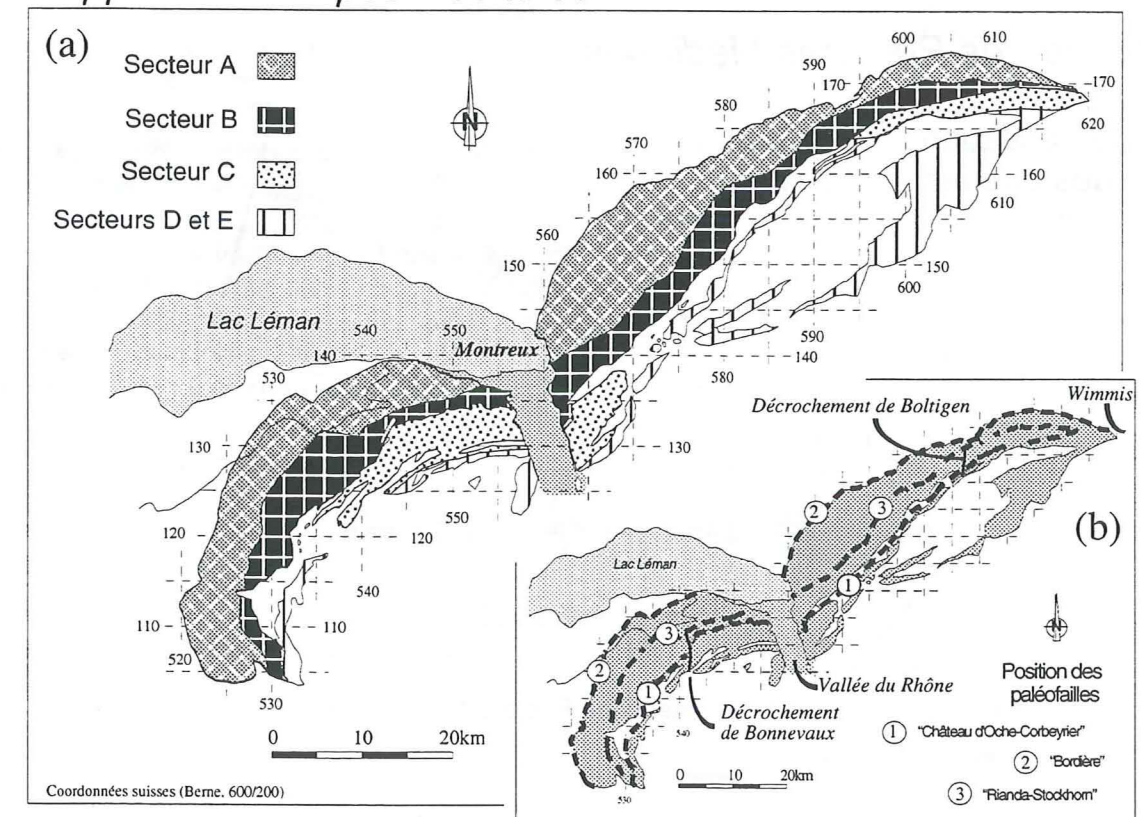 (a)
Secteur A
Secteur B
Secteur C
Secteurs D et E
N
600
610
590
170
170
580
620
570
160
160
610
560
150
150
600
Lac Léman
540
550
Montreux
590
140
140
530
580
130
130
120
550
120
540
110
110
520
530
0 10 20km
Coordonnées suisses (Berne. 600/200)
Décrochement de Boltigen
Wimmis
2
3
(b)
Lac Léman
1
3
N
2
Vallée du Rhône
1
Position des
paléofailles
Décrochement
de Bonnevaux
540
1 "Château d'Oche-Corbeyrier"
2 "Bordière"
0 10 20km
530
3 "Rianda-Stockhorn"